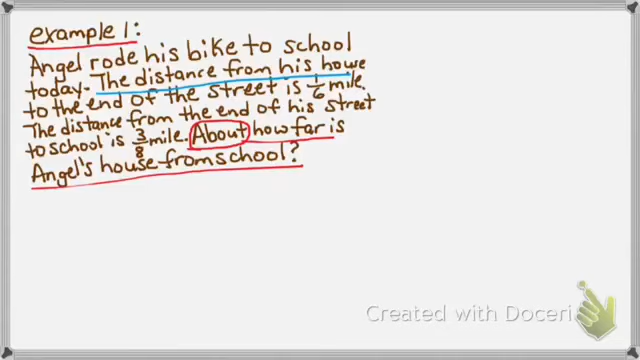 example 1:
Angel rode his bike to school
today. The distance from his howe
to the end of the street is 1/6 mile.
The distance from the end of his street
to school is 3/8 mile. About how far is
Angel's house from school?
Created with Doceri